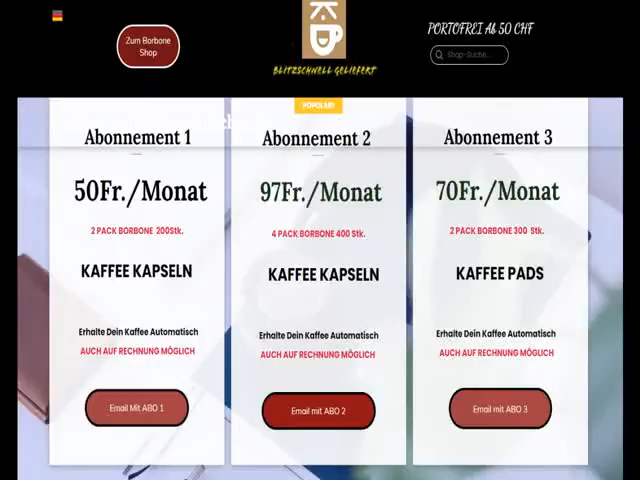 Zum Borbone
Shop
BLITZSCHNELL GELIEFERT
PORTOFREI Ab 50 CHF
Shop-Suche...
POPULÄR!
Abonnement 1
50Fr./Monat
2 PACK BORBONE 200Stk.
KAFFEE KAPSELN
Erhalte Dein Kaffee Automatisch
AUCH AUF RECHNUNG MÖGLICH
Email Mit ABO 1
Abonnement 2
97Fr./Monat
4 PACK BORBONE 400 Stk.
KAFFEE KAPSELN
Erhalte Dein Kaffee Automatisch
AUCH AUF RECHNUNG MÖGLICH
Email mit ABO 2
Abonnement 3
70Fr./Monat
2 PACK BORBONE 300 Stk.
KAFFEE PADS
Erhalte Dein Kaffee Automatisch
AUCH AUF RECHNUNG MÖGLICH
Email mit ABO 3